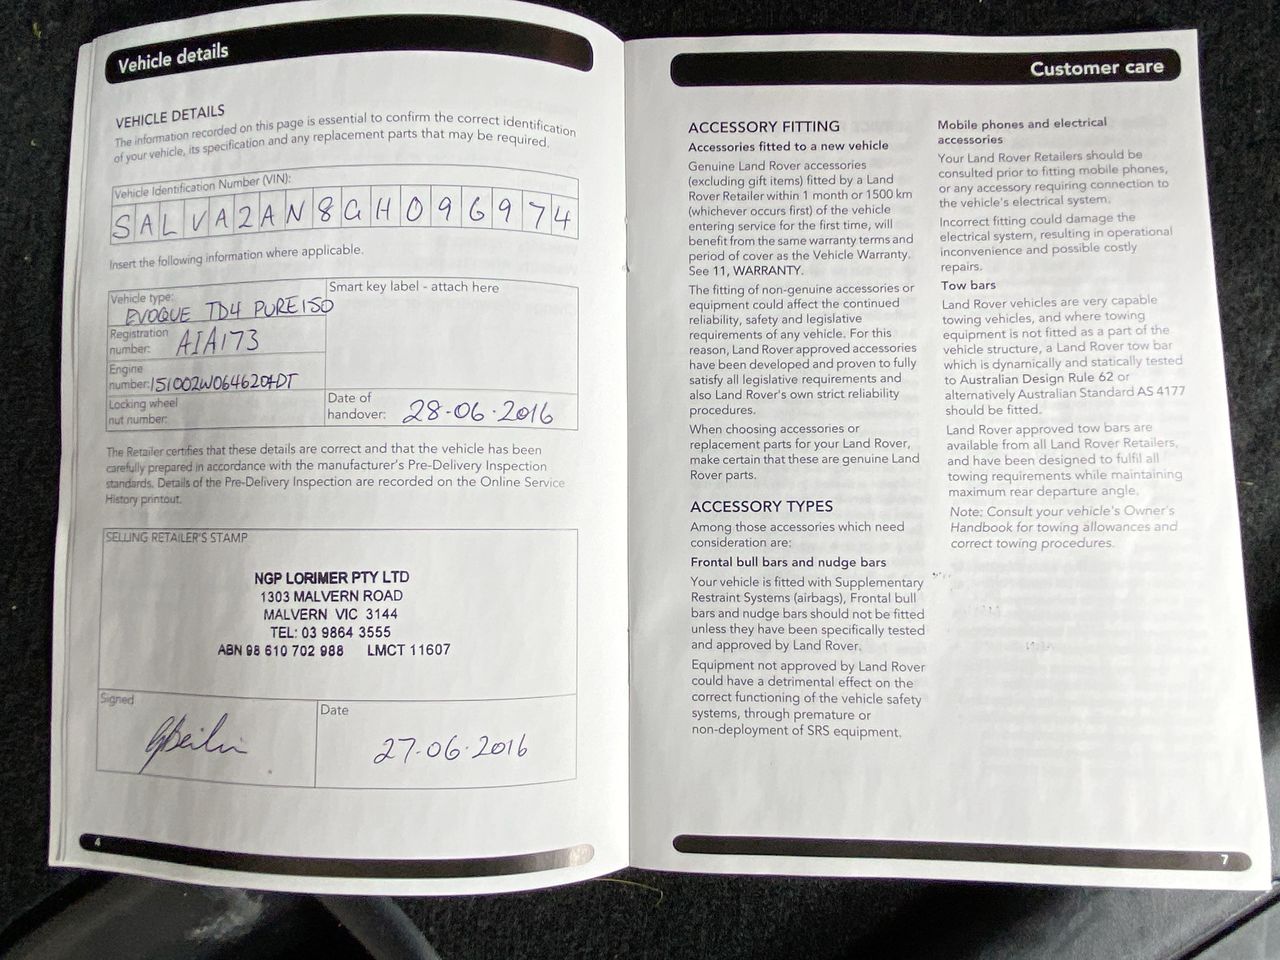 Vehicle details
VEHICLE DETAILS
The information recorded on this page is essential to confirm the correct identification
of your vehicle, its specification and any replacement parts that may be required.
Vehicle Identification Number (VIN):
SALVA2AN8GH096974
Insert the following information where applicable.
Vehicle type:
EVOQUE TD4 PURE150
Smart key label - attach here
Registration
number: AIA173
Engine
number:
Locking wheel
nut number:
Date of
handover: 28-06-2016
The Retailer certifies that these details are correct and that the vehicle has been
carefully prepared in accordance with the manufacturer's Pre-Delivery Inspection
standards. Details of the Pre-Delivery Inspection are recorded on the Online Service
History printout.
SELLING RETAILER'S STAMP
NGP LORIMER PTY LTD
1303 MALVERN ROAD
MALVERN VIC 3144
TEL: 03 9864 3555
ABN 98 610 702 988 LMCT 11607
Signed
Date
27-06-2016
4
Customer care
ACCESSORY FITTING
Accessories fitted to a new vehicle
Genuine Land Rover accessories
(excluding gift items) fitted by a Land
Rover Retailer within 1 month or 1500 km
(whichever occurs first) of the vehicle
entering service for the first time, will
benefit from the same warranty terms and
period of cover as the Vehicle Warranty.
See 11, WARRANTY.
The fitting of non-genuine accessories or
equipment could affect the continued
reliability, safety and legislative
requirements of any vehicle. For this
reason, Land Rover approved accessories
have been developed and proven to fully
satisfy all legislative requirements and
also Land Rover's own strict reliability
procedures.
When choosing accessories or
replacement parts for your Land Rover,
make certain that these are genuine Land
Rover parts.
ACCESSORY TYPES
Among those accessories which need
consideration are:
Frontal bull bars and nudge bars
Your vehicle is fitted with Supplementary
Restraint Systems (airbags), Frontal bull
bars and nudge bars should not be fitted
unless they have been specifically tested
and approved by Land Rover.
Equipment not approved by Land Rover
could have a detrimental effect on the
correct functioning of the vehicle safety
systems, through premature or
non-deployment of SRS equipment.
Mobile phones and electrical
accessories
Your Land Rover Retailers should be
consulted prior to fitting mobile phones,
or any accessory requiring connection to
the vehicle's electrical system.
Incorrect fitting could damage the
electrical system, resulting in operational
inconvenience and possible costly
repairs.
Tow bars
Land Rover vehicles are very capable
towing vehicles, and where towing
equipment is not fitted as a part of the
vehicle structure, a Land Rover tow bar
which is dynamically and statically tested
to Australian Design Rule 62 or
alternatively Australian Standard AS 4177
should be fitted.
Land Rover approved tow bars are
available from all Land Rover Retailers,
and have been designed to fulfil all
towing requirements while maintaining
maximum rear departure angle.
Note: Consult your vehicle's Owner's
Handbook for towing allowances and
correct towing procedures.
7